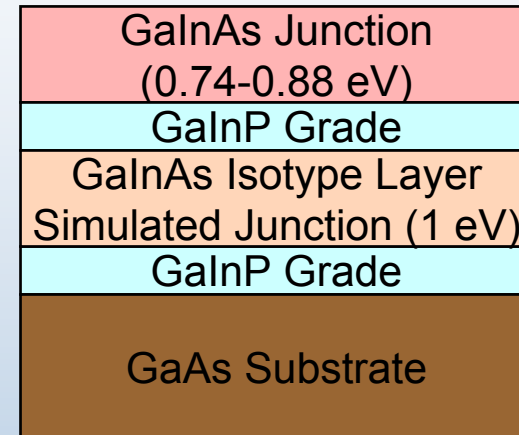 GaInAs Junction
(0.74-0.88 eV)
GaInP Grade
GaInAs Isotype Layer
Simulated Junction (1 eV)
GaInP Grade
GaAs Substrate